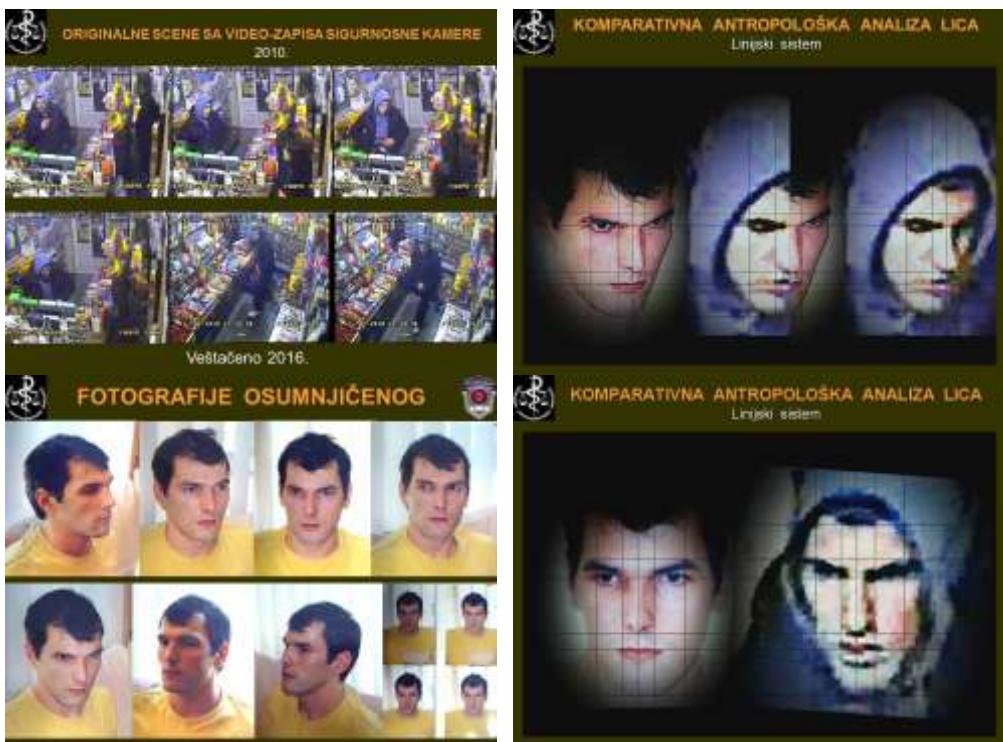 ORIGINALNE SCENE SA VIDEO-ZAPISA SIGURNOSNE KAMERE
2010.
Veštačeno 2016.
KOMPARATIVNA ANTROPOLOŠKA ANALIZA LICA
Linijski sistem
FOTOGRAFIJE OSUMNJIČENOG
KOMPARATIVNA ANTROPOLOŠKA ANALIZA LICA
Linijski sistem